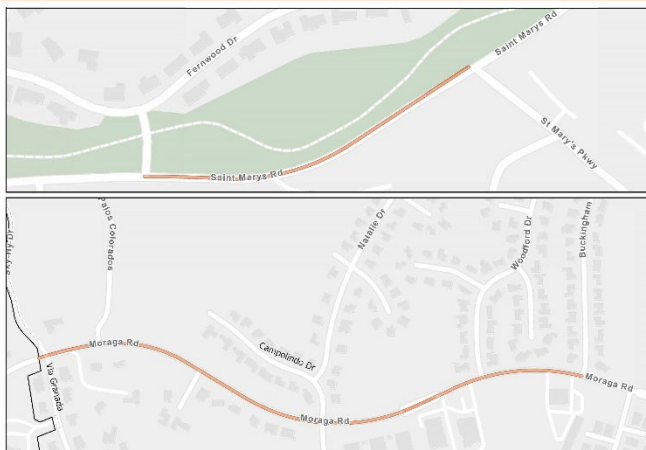 Fernwood Dr
Saint Marys Rd
St Mary's Pkwy
Saint Marys Rd
Palos Colorados
Natalie Dr
Woodford Dr
Buckingham
Moraga Rd
Campolindo Dr
Via Granada
Moraga Rd
Moraga Rd